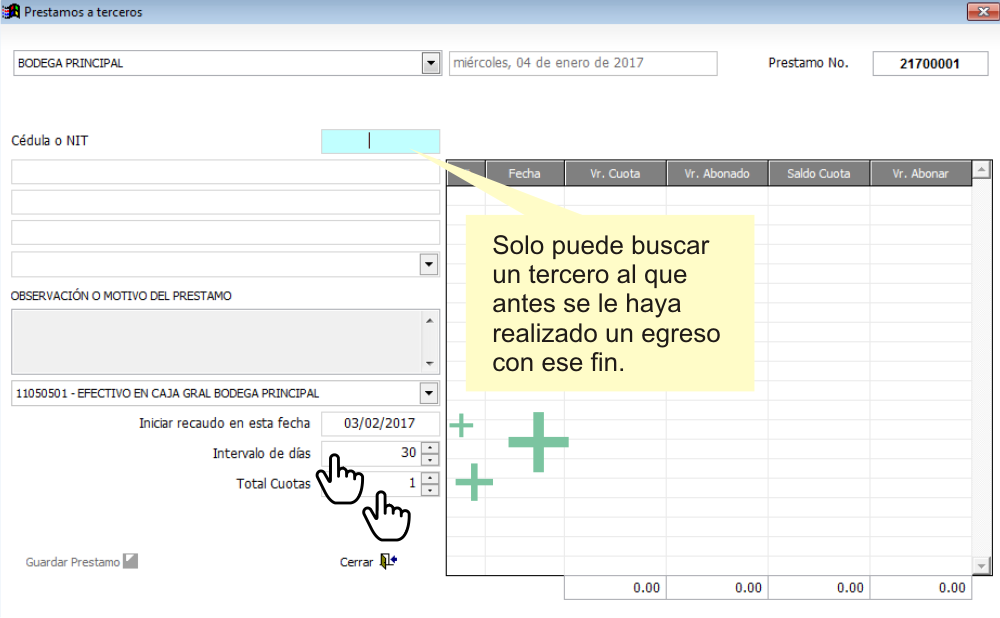 Prestamos a terceros
BODEGA PRINCIPAL
miércoles, 04 de enero de 2017
Prestamo No.
21700001
Cédula o NIT
Fecha
Vr. Cuota
Vr. Abonado
Saldo Cuota
Vr. Abonar
Solo puede buscar
un tercero al que
antes se le haya
realizado un egreso
con ese fin.
OBSERVACIÓN O MOTIVO DEL PRESTAMO
11050501 - EFECTIVO EN CAJA GRAL BODEGA PRINCIPAL
Iniciar recaudo en esta fecha
03/02/2017
Intervalo de días
30
Total Cuotas
1
Guardar Prestamo
Cerrar
0.00
0.00
0.00
0.00